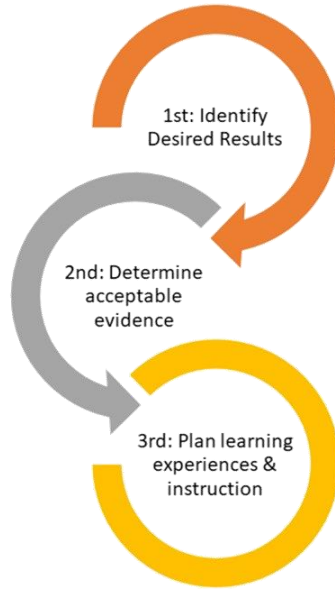 1st: Identify
Desired Results
2nd: Determine
acceptable
evidence
3rd: Plan learning
experiences &
instruction